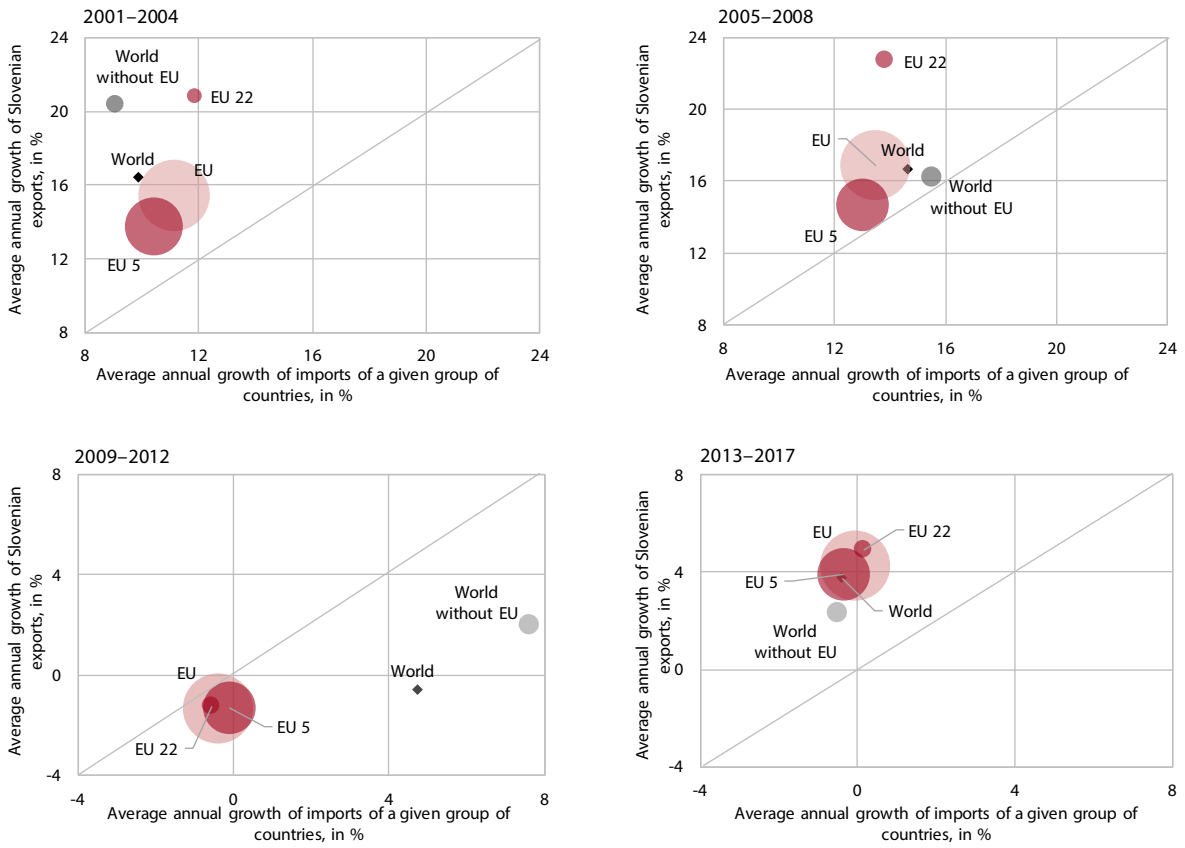 2001–2004
Average annual growth of Slovenian
exports, in %
24
20
16
12
8
World
without EU
EU 22
World
EU
EU 5
8
12
16
20
24
Average annual growth of imports of a given group of
countries, in %
2005–2008
Average annual growth of Slovenian
exports, in %
24
20
16
12
8
EU 22
EU
World
World
without EU
EU 5
8
12
16
20
24
Average annual growth of imports of a given group of
countries, in %
2009–2012
Average annual growth of Slovenian
exports, in %
8
4
0
-4
World
without EU
EU
World
EU 5
EU 22
-4
0
4
8
Average annual growth of imports of a given group of
countries, in %
2013–2017
Average annual growth of Slovenian
exports, in %
8
4
0
-4
EU
EU 22
EU 5
World
World
without EU
-4
0
4
8
Average annual growth of imports of a given group of
countries, in %